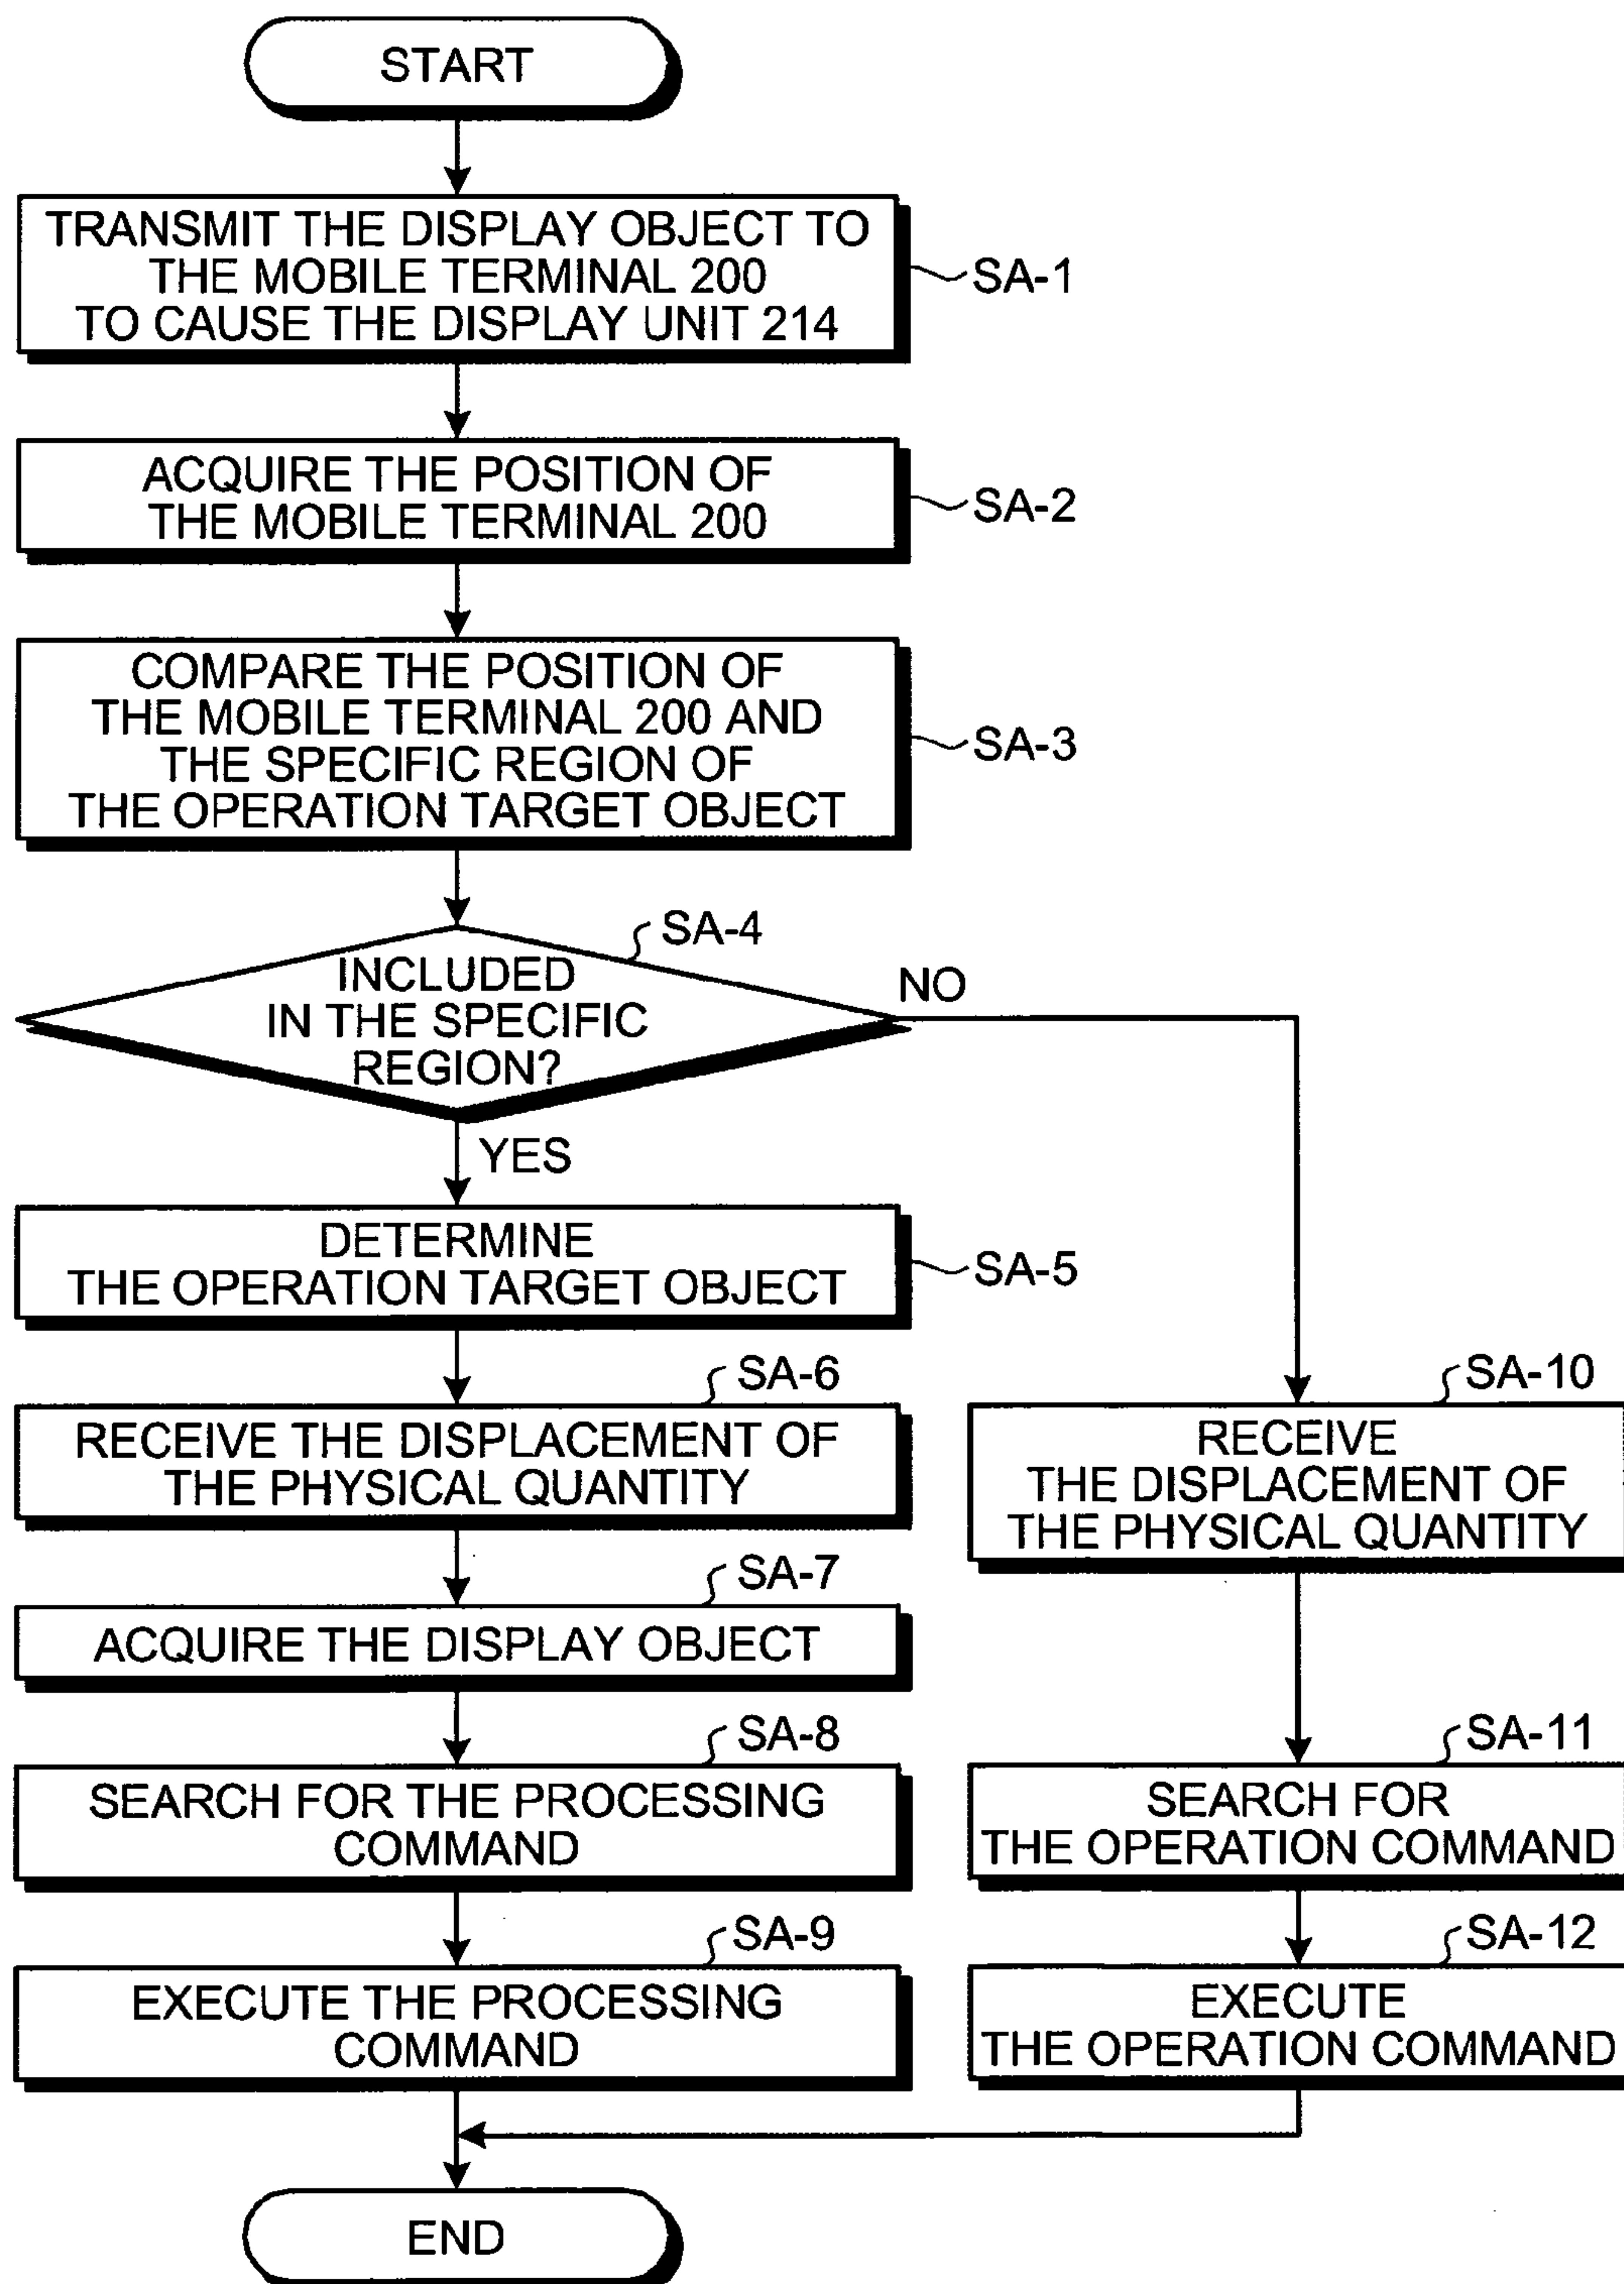 START
TRANSMIT THE DISPLAY OBJECT TO
THE MOBILE TERMINAL 200
TO CAUSE THE DISPLAY UNIT 214
SA-1
ACQUIRE THE POSITION OF
THE MOBILE TERMINAL 200
SA-2
COMPARE THE POSITION OF
THE MOBILE TERMINAL 200 AND
THE SPECIFIC REGION OF
THE OPERATION TARGET OBJECT
SA-3
SA-4
INCLUDED
IN THE SPECIFIC
REGION?
NO
YES
DETERMINE
THE OPERATION TARGET OBJECT
SA-5
SA-6
RECEIVE THE DISPLACEMENT OF
THE PHYSICAL QUANTITY
SA-7
ACQUIRE THE DISPLAY OBJECT
SA-8
SEARCH FOR THE PROCESSING
COMMAND
SA-9
EXECUTE THE PROCESSING
COMMAND
SA-10
RECEIVE
THE DISPLACEMENT OF
THE PHYSICAL QUANTITY
SA-11
SEARCH FOR
THE OPERATION COMMAND
SA-12
EXECUTE
THE OPERATION COMMAND
END